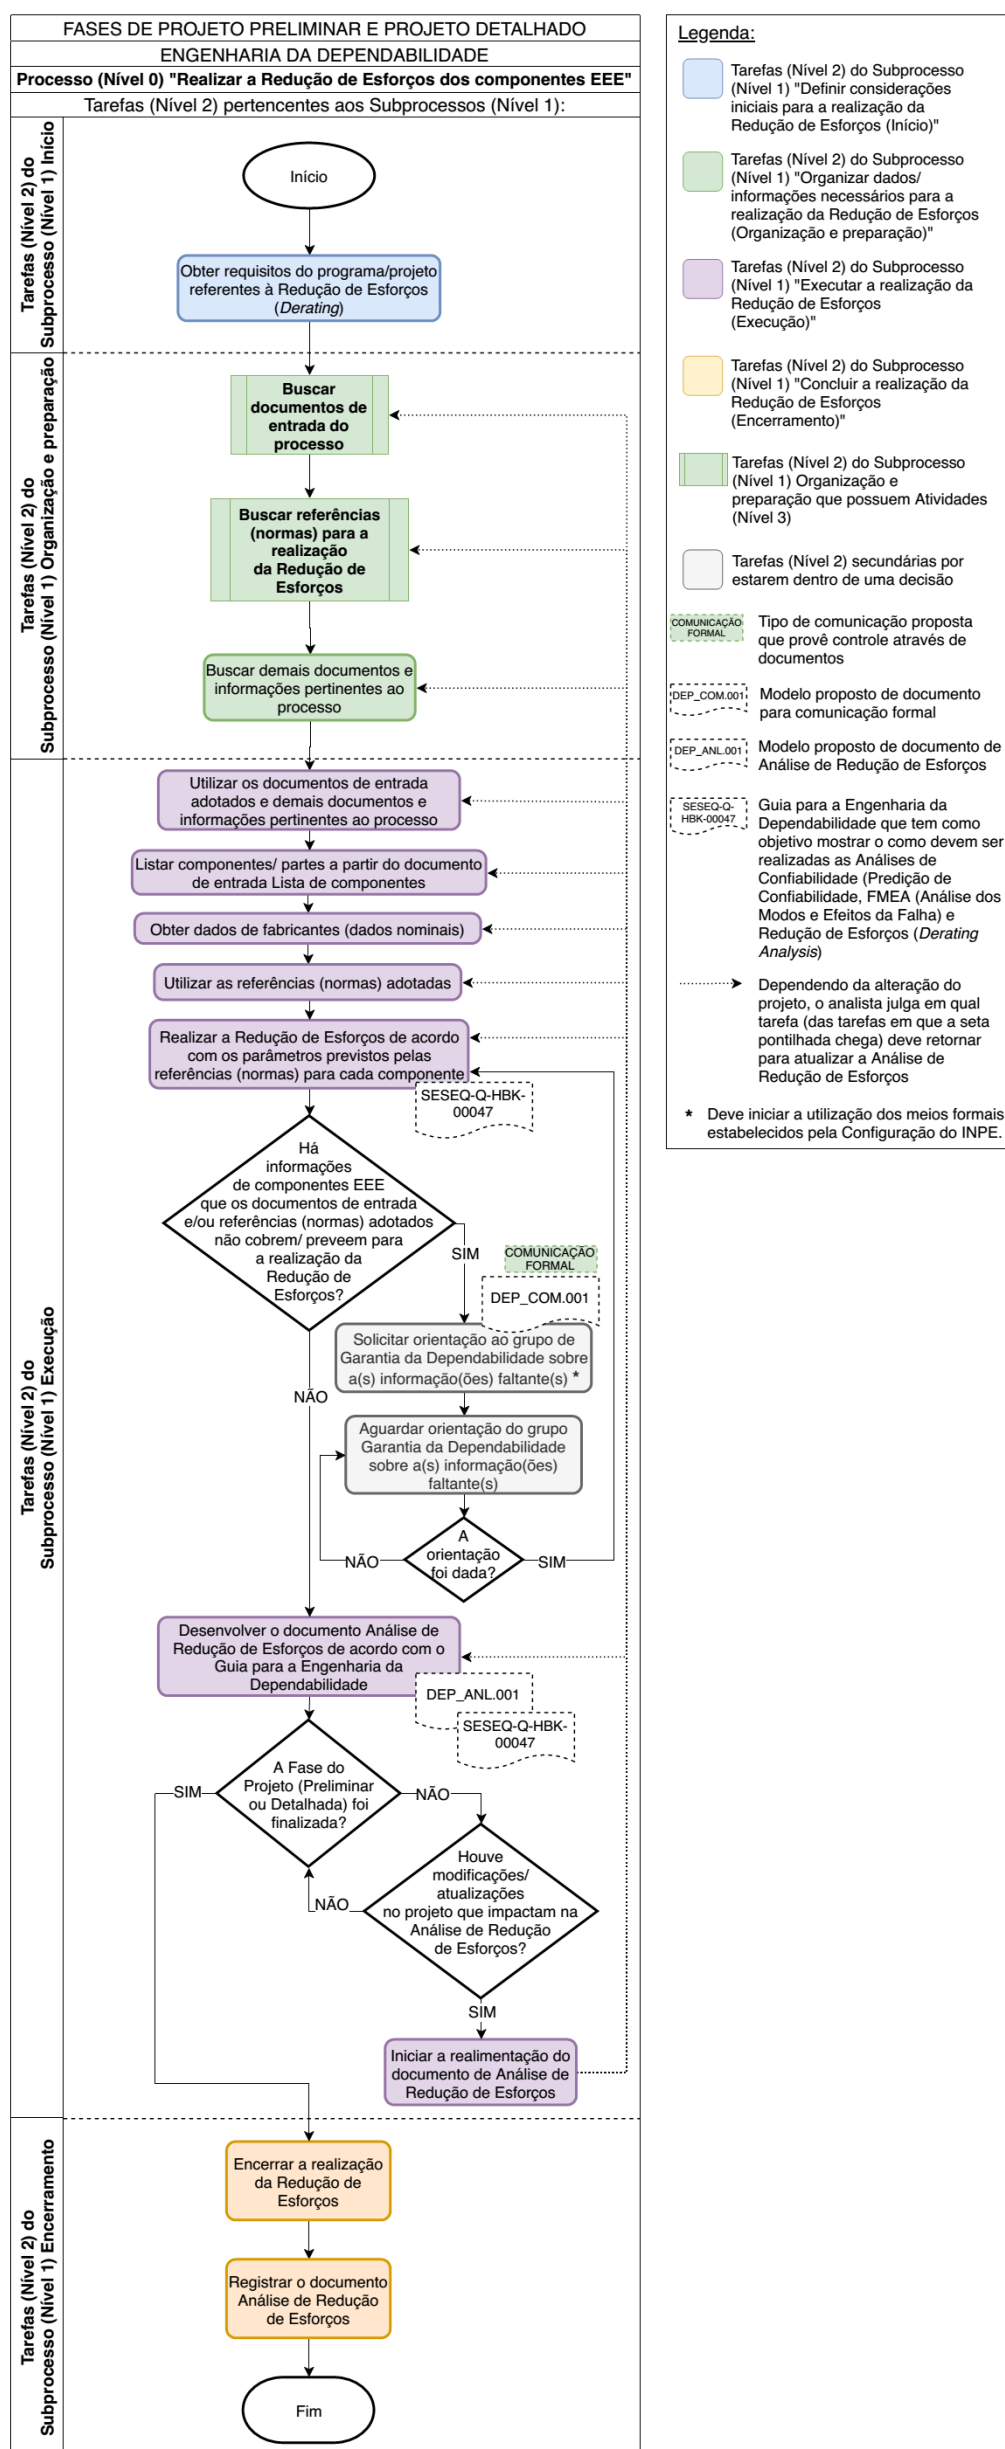 FASES DE PROJETO PRELIMINAR E PROJETO DETALHADO
ENGENHARIA DA DEPENDABILIDADE
Processo (Nível 0) "Realizar a Redução de Esforços dos componentes EEE"
Tarefas (Nível 2) pertencentes aos Subprocessos (Nível 1):
Tarefas (Nível 2) do
Subprocesso (Nível 1) Início
Início
Obter requisitos do programa/projeto
referentes à Redução de Esforços
(Derating)
Tarefas (Nível 2) do
Subprocesso (Nível 1) Organização e preparação
Buscar
documentos de
entrada do
processo
Buscar referências
(normas) para a
realização
da Redução de
Esforços
Buscar demais documentos e
informações pertinentes ao
processo
Tarefas (Nível 2) do
Subprocesso (Nível 1) Execução
Utilizar os documentos de entrada
adotados e demais documentos e
informações pertinentes ao processo
Listar componentes/ partes a partir do documento
de entrada Lista de componentes
Obter dados de fabricantes (dados nominais)
Utilizar as referências (normas) adotadas
Realizar a Redução de Esforços de acordo
com os parâmetros previstos pelas
referências (normas) para cada componente
SESEQ-Q-HBK-
00047
Há
informações
de componentes EEE
que os documentos de entrada
e/ou referências (normas) adotados
não cobrem/ preveem para
a realização da
Redução de
Esforços?
SIM
COMUNICAÇÃO
FORMAL
DEP_COM.001
Solicitar orientação ao grupo de
Garantia da Dependabilidade sobre
a(s) informação(ões) faltante(s) *
NÃO
Aguardar orientação do grupo
Garantia da Dependabilidade
sobre a(s) informação(ões)
faltante(s)
A
orientação
foi dada?
NÃO
SIM
Desenvolver o documento Análise de
Redução de Esforços de acordo com o
Guia para a Engenharia da
Dependabilidade
DEP_ANL.001
SESEQ-Q-HBK-
00047
A Fase do
Projeto (Preliminar
ou Detalhada) foi
finalizada?
SIM
NÃO
Houve
modificações/
atualizações
no projeto que impactam na
Análise de Redução
de Esforços?
NÃO
SIM
Iniciar a realimentação do
documento de Análise de
Redução de Esforços
Tarefas (Nível 2) do
Subprocesso (Nível 1) Encerramento
Encerrar a realização
da Redução de
Esforços
Registrar o documento
Análise de Redução
de Esforços
Fim
Legenda:
Tarefas (Nível 2) do Subprocesso
(Nível 1) "Definir considerações
iniciais para a realização da
Redução de Esforços (Início)"
Tarefas (Nível 2) do Subprocesso
(Nível 1) "Organizar dados/
informações necessários para a
realização da Redução de Esforços
(Organização e preparação)"
Tarefas (Nível 2) do Subprocesso
(Nível 1) "Executar a realização da
Redução de Esforços
(Execução)"
Tarefas (Nível 2) do Subprocesso
(Nível 1) "Concluir a realização da
Redução de Esforços
(Encerramento)"
Tarefas (Nível 2) do Subprocesso
(Nível 1) Organização e
preparação que possuem Atividades
(Nível 3)
Tarefas (Nível 2) secundárias por
estarem dentro de uma decisão
COMUNICAÇÃO
FORMAL
Tipo de comunicação proposta
que provê controle através de
documentos
DEP_COM.001
Modelo proposto de documento
para comunicação formal
DEP_ANL.001
Modelo proposto de documento de
Análise de Redução de Esforços
SESEQ-Q-
HBK-00047
Guia para a Engenharia da
Dependabilidade que tem como
objetivo mostrar o como devem ser
realizadas as Análises de
Confiabilidade (Predição de
Confiabilidade, FMEA (Análise dos
Modos e Efeitos da Falha) e
Redução de Esforços (Derating
Analysis)
Dependendo da alteração do
projeto, o analista julga em qual
tarefa (das tarefas em que a seta
pontilhada chega) deve retornar
para atualizar a Análise de
Redução de Esforços
* Deve iniciar a utilização dos meios formais
estabelecidos pela Configuração do INPE.